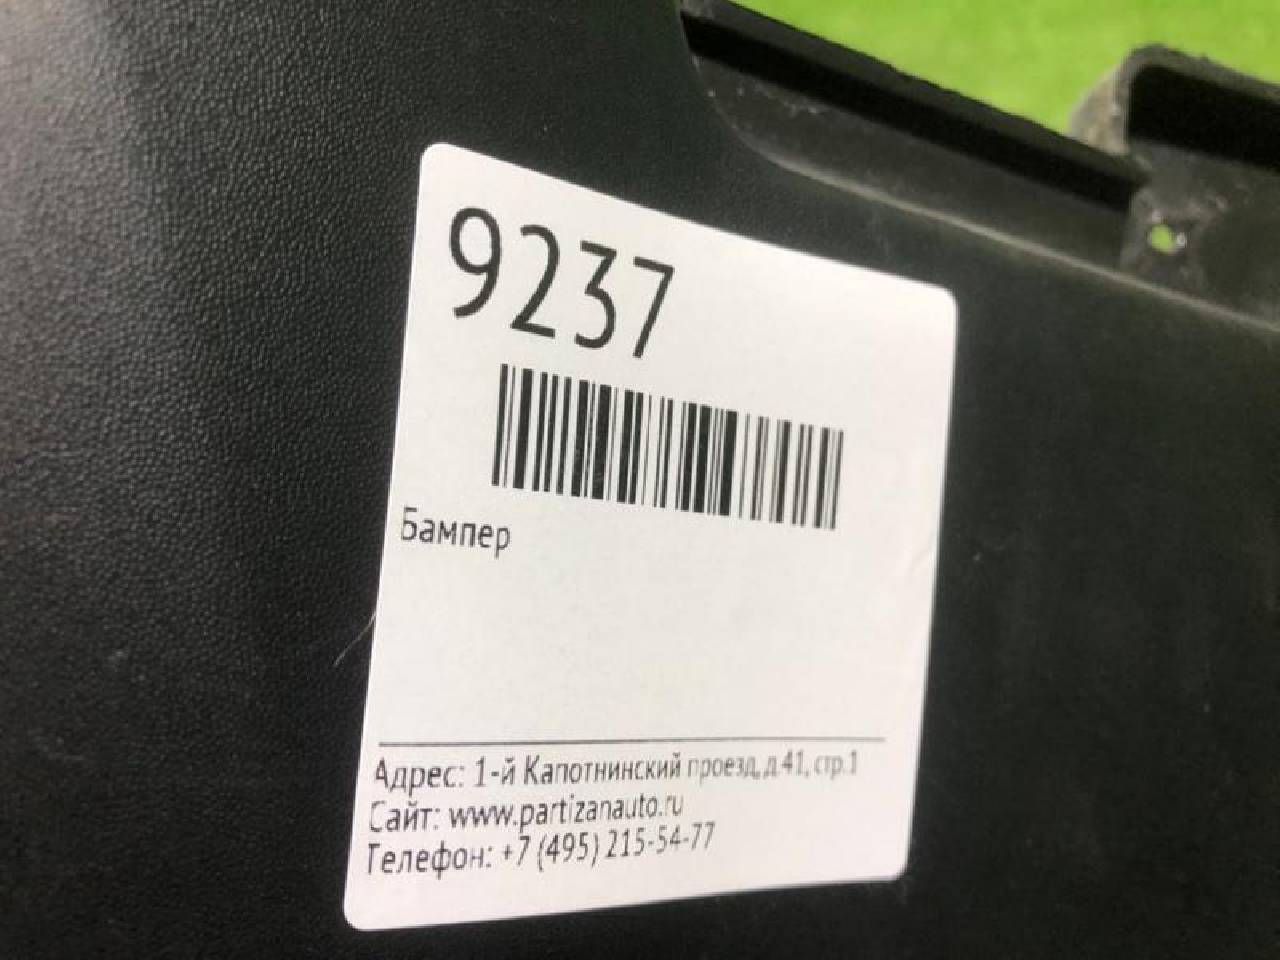 9237
Бампер
Адрес: 1-й Капотнинский проезд, д.41, стр.1
Сайт: www.partizanauto.ru
Телефон: +7 (495) 215-54-77